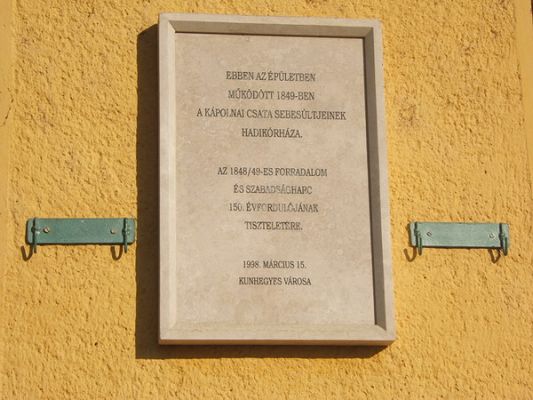 EBBEN AZ ÉPÜLETBEN
MŰKÖDÖTT 1849-BEN
A KÁPOLNAI CSATA SEBESÜLTJEINEK
HADIKÓRHÁZA.
AZ 1848/49-ES FORRADALOM
ÉS SZABADSÁGHARC
150. ÉVFORDULÓJÁNAK
TISZTELETÉRE.
1998. MÁRCIUS 15.
KUNHEGYES VÁROSA